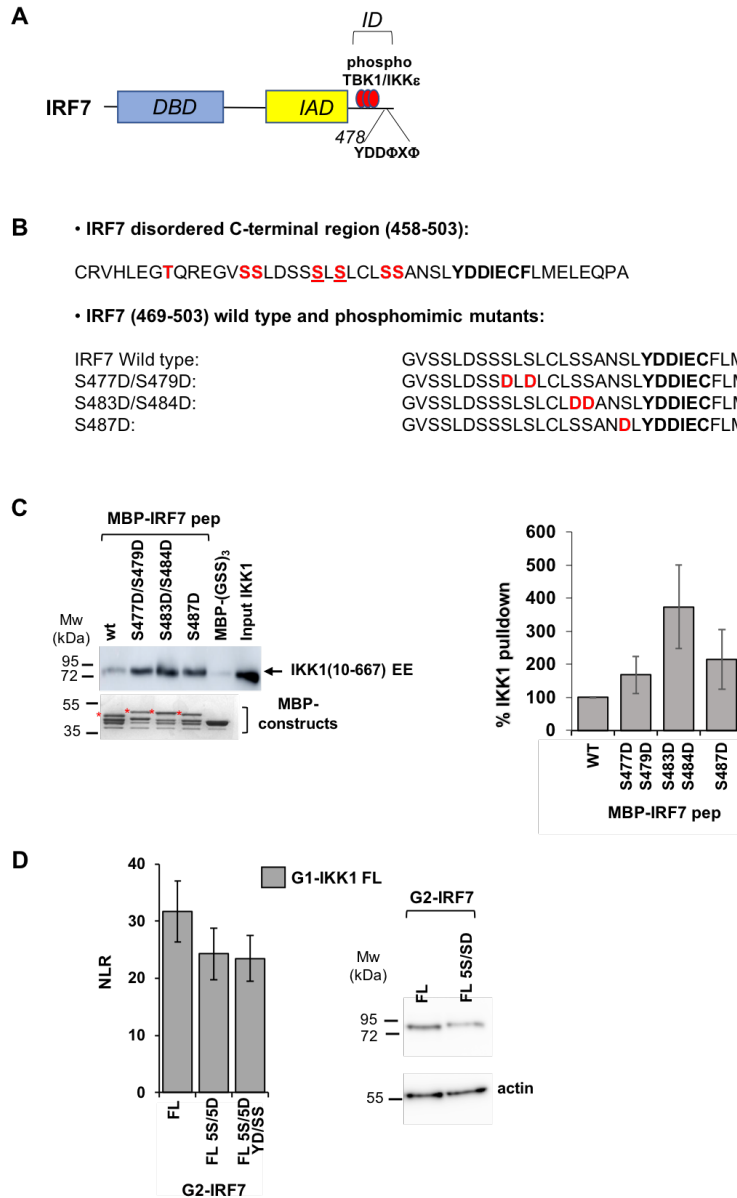 A
ID
phospho
TBK1/IKKε
IRF7
DBD
IAD
478
YDDΦXΦ
B
• IRF7 disordered C-terminal region (458-503):
CRVHLEGTQREGVSSLDSSSLSLCLSSANSLYDDIECFLMELEQPA
• IRF7 (469-503) wild type and phosphomimic mutants:
IRF7 Wild type: GVSSLDSSSLSLCLSSANSLYDDIECFLM
S477D/S479D: GVSSLDSSDLDLCLSSANSLYDDIECFLM
S483D/S484D: GVSSLDSSSLSLCLDDANSLYDDIECFLM
S487D: GVSSLDSSSLSLCLSSANDLYDDIECFLM
C
MBP-IRF7 pep
wt
S477D/S479D
S483D/S484D
S487D
MBP-(GSS)3
Input IKK1
Mw
(kDa)
95
72
IKK1(10-667) EE
55
35
* * * *
MBP-
constructs
% IKK1 pulldown
600
500
400
300
200
100
0
WT
S477D
S479D
S483D
S484D
S487D
MBP-IRF7 pep
D
NLR
40
30
20
10
0
G1-IKK1 FL
FL
FL 5S/5D
FL 5S/5D
YD/SS
G2-IRF7
G2-IRF7
Mw
(kDa)
FL
FL 5S/SD
95
72
55
actin